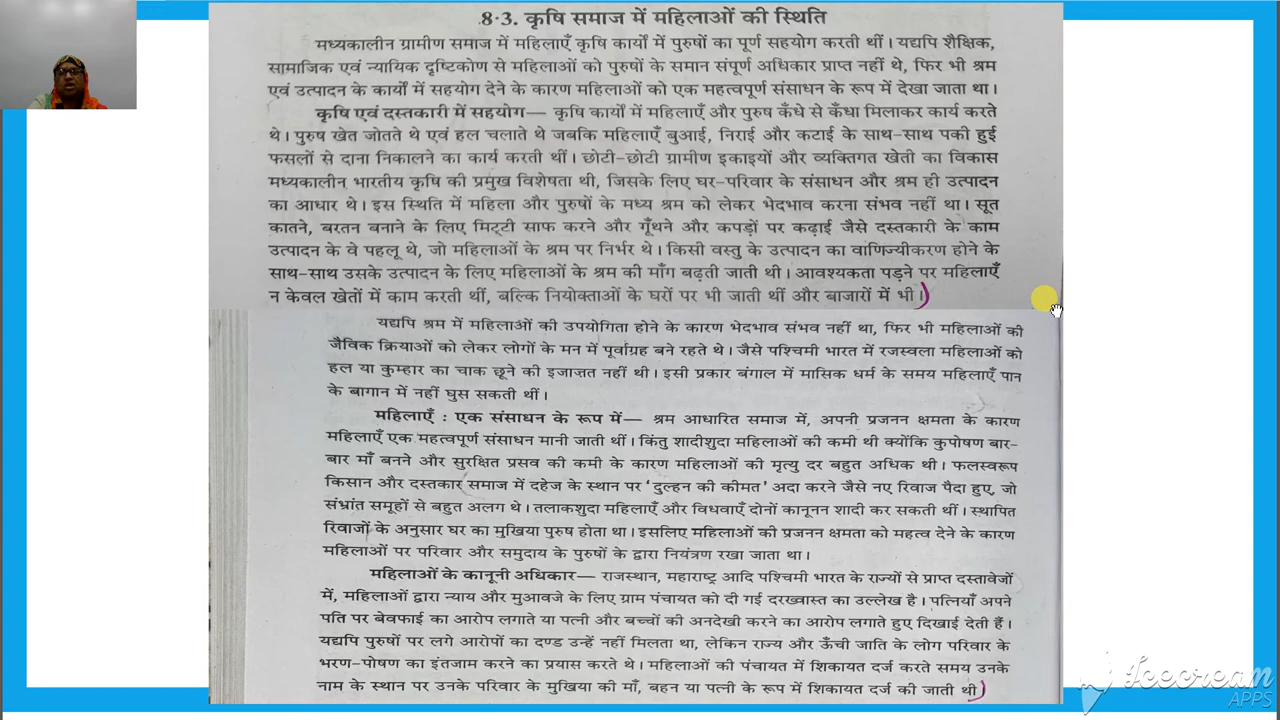 8·3. कृषि समाज में महिलाओं की स्थिति
मध्यकालीन ग्रामीण समाज में महिलाएँ कृषि कार्यों में पुरुषों का पूर्ण सहयोग करती थीं। यद्यपि शैक्षिक,
सामाजिक एवं न्यायिक दृष्टिकोण से महिलाओं को पुरुषों के समान संपूर्ण अधिकार प्राप्त नहीं थे, फिर भी श्रम
एवं उत्पादन के कार्यों में सहयोग देने के कारण महिलाओं को एक महत्वपूर्ण संसाधन के रूप में देखा जाता था।
कृषि एवं दस्तकारी में सहयोग— कृषि कार्यों में महिलाएँ और पुरुष कँधे से कँधा मिलाकर कार्य करते
थे। पुरुष खेत जोतते थे एवं हल चलाते थे जबकि महिलाएँ बुआई, निराई और कटाई के साथ-साथ पकी हुई
फसलों से दाना निकालने का कार्य करती थीं। छोटी-छोटी ग्रामीण इकाइयों और व्यक्तिगत खेती का विकास
मध्यकालीन भारतीय कृषि की प्रमुख विशेषता थी, जिसके लिए घर-परिवार के संसाधन और श्रम ही उत्पादन
का आधार थे। इस स्थिति में महिला और पुरुषों के मध्य श्रम को लेकर भेदभाव करना संभव नहीं था। सूत
कातने, बरतन बनाने के लिए मिट्टी साफ करने और गूँथने और कपड़ों पर कढ़ाई जैसे दस्तकारी के काम
उत्पादन के वे पहलू थे, जो महिलाओं के श्रम पर निर्भर थे। किसी वस्तु के उत्पादन का वाणिज्यीकरण होने के
साथ-साथ उसके उत्पादन के लिए महिलाओं के श्रम की माँग बढ़ती जाती थी। आवश्यकता पड़ने पर महिलाएँ
न केवल खेतों में काम करती थीं, बल्कि नियोक्ताओं के घरों पर भी जाती थीं और बाजारों में भी।
यद्यपि श्रम में महिलाओं की उपयोगिता होने के कारण भेदभाव संभव नहीं था, फिर भी महिलाओं की
जैविक क्रियाओं को लेकर लोगों के मन में पूर्वाग्रह बने रहते थे। जैसे पश्चिमी भारत में रजस्वला महिलाओं को
हल या कुम्हार का चाक छूने की इजाज़त नहीं थी। इसी प्रकार बंगाल में मासिक धर्म के समय महिलाएँ पान
के बागान में नहीं घुस सकती थीं।
महिलाएँ : एक संसाधन के रूप में— श्रम आधारित समाज में, अपनी प्रजनन क्षमता के कारण
महिलाएँ एक महत्वपूर्ण संसाधन मानी जाती थीं। किंतु शादीशुदा महिलाओं की कमी थी क्योंकि कुपोषण बार-
बार माँ बनने और सुरक्षित प्रसव की कमी के कारण महिलाओं की मृत्यु दर बहुत अधिक थी। फलस्वरूप
किसान और दस्तकार समाज में दहेज के स्थान पर ‘दुल्हन की कीमत’ अदा करने जैसे नए रिवाज पैदा हुए, जो
संभ्रांत समूहों से बहुत अलग थे। तलाकशुदा महिलाएँ और विधवाएँ दोनों कानूनन शादी कर सकती थीं। स्थापित
रिवाजों के अनुसार घर का मुखिया पुरुष होता था। इसलिए महिलाओं की प्रजनन क्षमता को महत्व देने के कारण
महिलाओं पर परिवार और समुदाय के पुरुषों के द्वारा नियंत्रण रखा जाता था।
महिलाओं के कानूनी अधिकार— राजस्थान, महाराष्ट्र आदि पश्चिमी भारत के राज्यों से प्राप्त दस्तावेजों
में, महिलाओं द्वारा न्याय और मुआवजे के लिए ग्राम पंचायत को दी गई दरख्वास्त का उल्लेख है। पत्नियाँ अपने
पति पर बेवफाई का आरोप लगाते या पत्नी और बच्चों की अनदेखी करने का आरोप लगाते हुए दिखाई देती हैं।
यद्यपि पुरुषों पर लगे आरोपों का दण्ड उन्हें नहीं मिलता था, लेकिन राज्य और ऊँची जाति के लोग परिवार के
भरण-पोषण का इंतजाम करने का प्रयास करते थे। महिलाओं की पंचायत में शिकायत दर्ज करते समय उनके
नाम के स्थान पर उनके परिवार के मुखिया की माँ, बहन या पत्नी के रूप में शिकायत दर्ज की जाती थी
Icecream
APPS